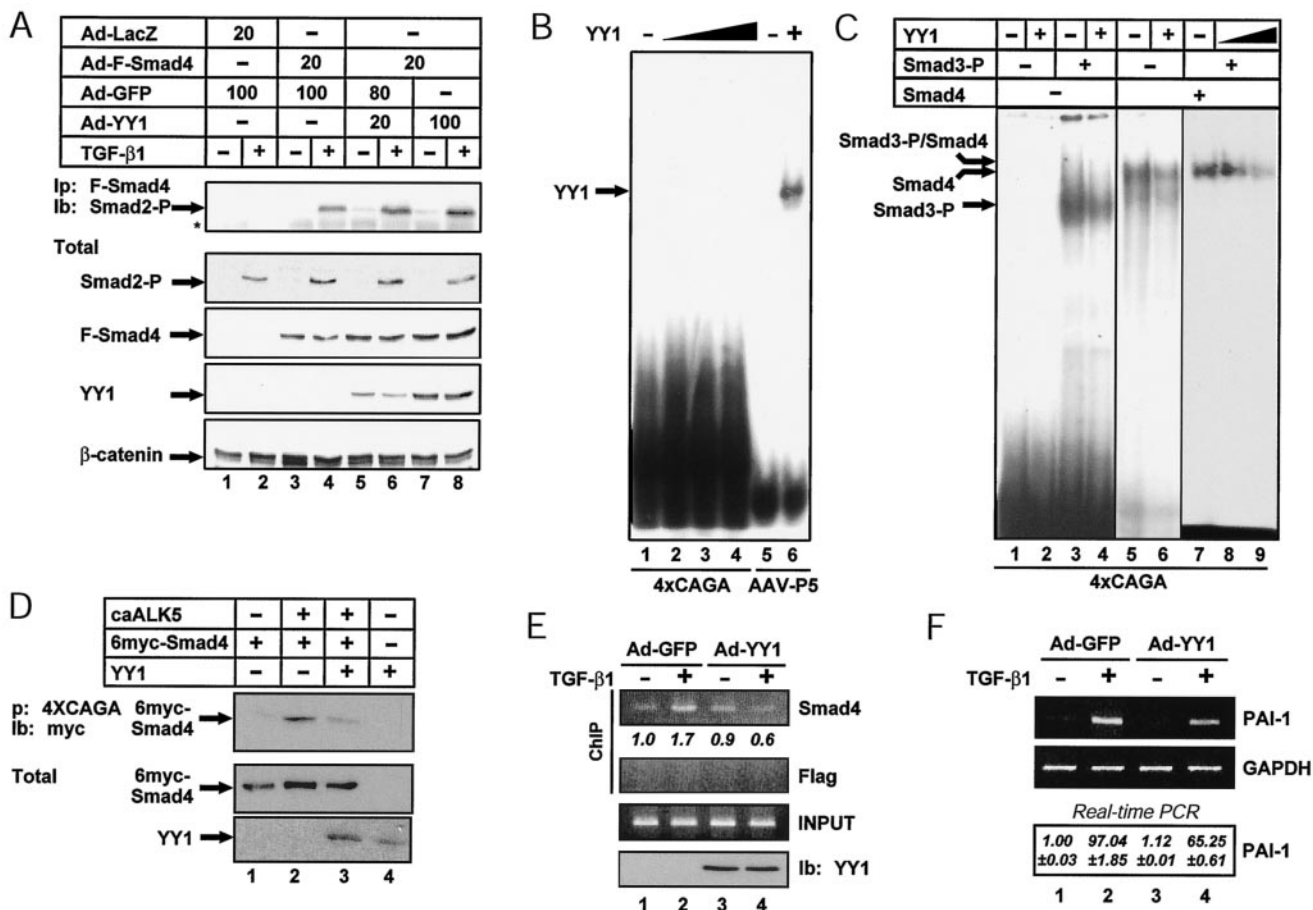 A
Ad-LacZ 20 – –
Ad-F-Smad4 – 20 20
Ad-GFP 100 100 80 –
Ad-YY1 – – 20 100
TGF-β1 – + – + – + – +
Ip: F-Smad4
Ib: Smad2-P
*
Total
Smad2-P
F-Smad4
YY1
β-catenin
1 2 3 4 5 6 7 8
B
YY1 – – +
YY1
1 2 3 4 5 6
4xCAGA AAV-P5
C
YY1 – + – + – + –
Smad3-P – + – +
Smad4 – +
Smad3-P/Smad4
Smad4
Smad3-P
1 2 3 4 5 6 7 8 9
4xCAGA
D
caALK5 – + + –
6myc-Smad4 + + + –
YY1 – – + +
p: 4XCAGA 6myc-
Ib: myc Smad4
Total 6myc-
Smad4
YY1
1 2 3 4
E
Ad-GFP Ad-YY1
TGF-β1 – + – +
ChIP
Smad4
1.0 1.7 0.9 0.6
Flag
INPUT
Ib: YY1
1 2 3 4
F
Ad-GFP Ad-YY1
TGF-β1 – + – +
PAI-1
GAPDH
Real-time PCR
1.00 97.04 1.12 65.25
±0.03 ±1.85 ±0.01 ±0.61
PAI-1
1 2 3 4